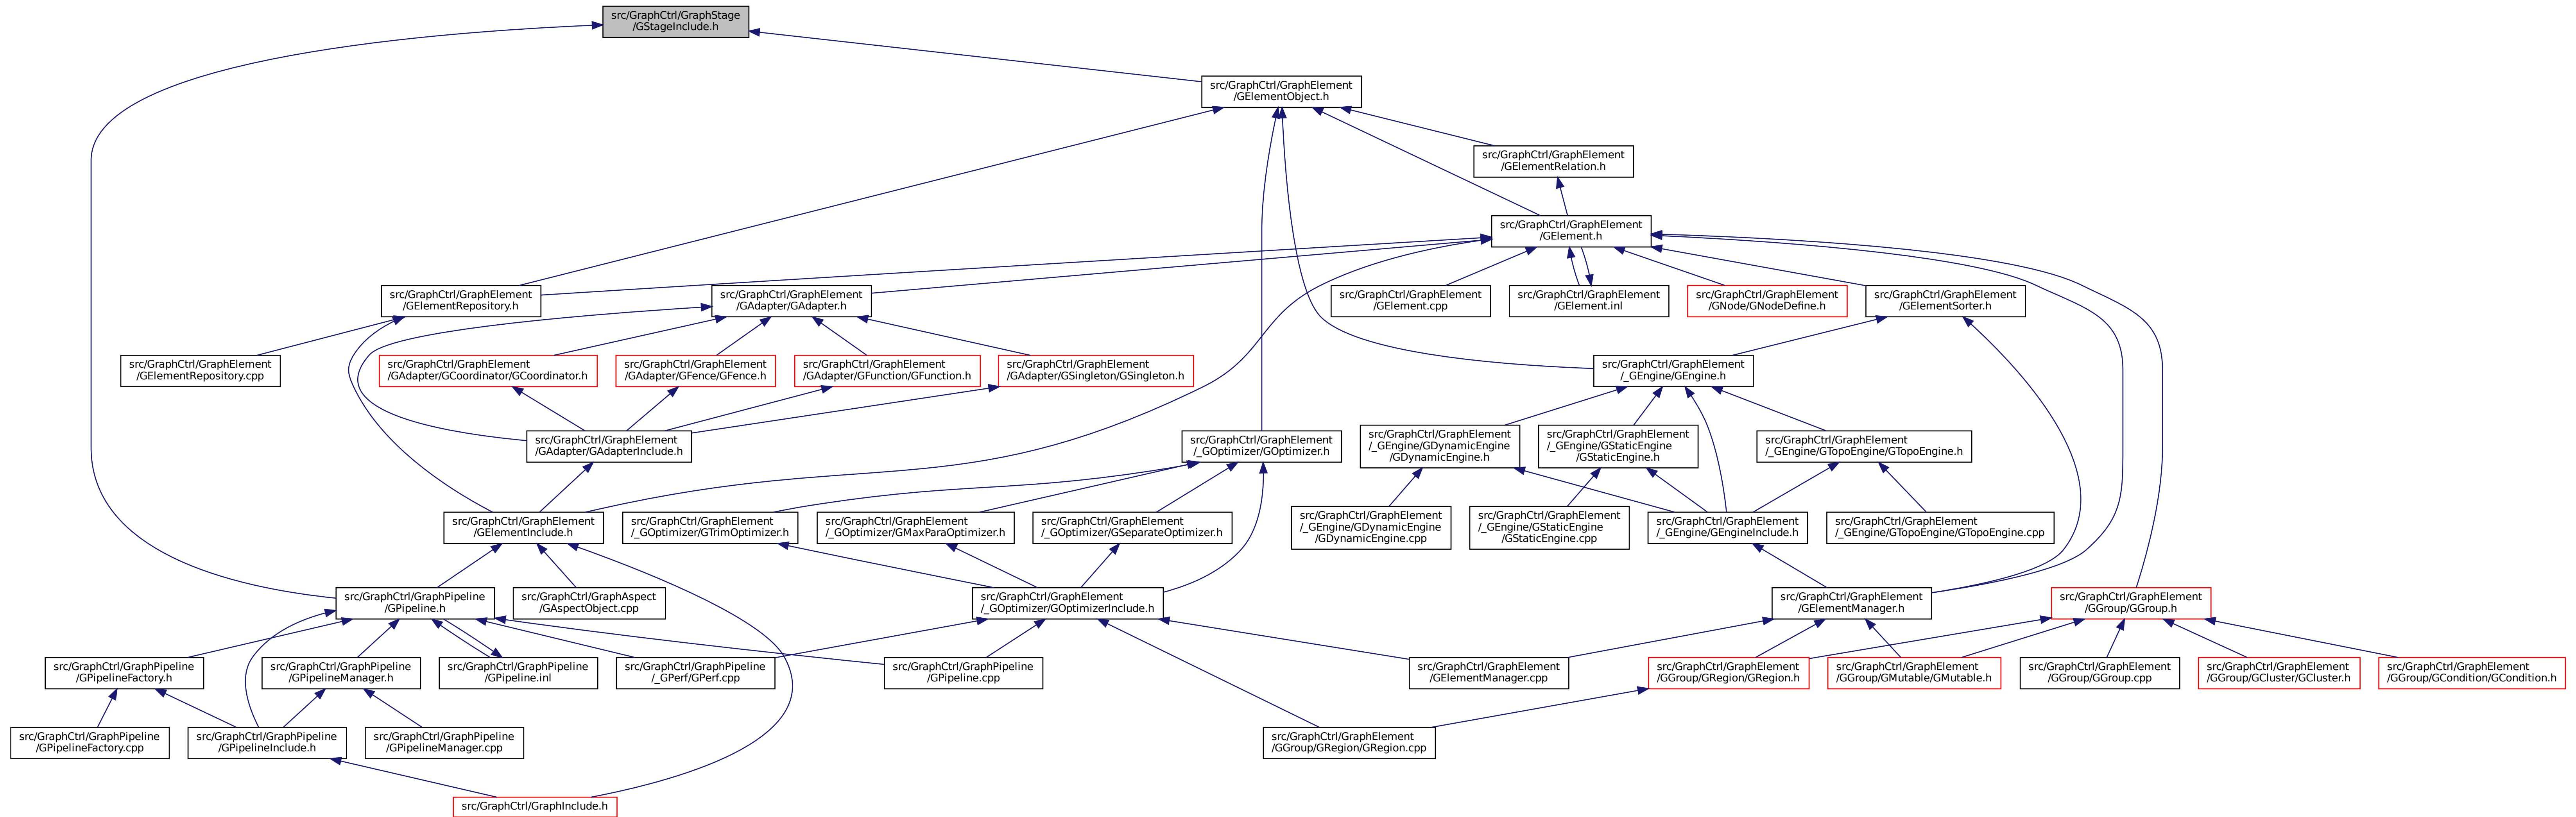 src/GraphCtrl/GraphStage
/GStageInclude.h
src/GraphCtrl/GraphElement
/GElementObject.h
src/GraphCtrl/GraphElement
/GElementRelation.h
src/GraphCtrl/GraphElement
/GElement.h
src/GraphCtrl/GraphElement
/GElementRepository.h
src/GraphCtrl/GraphElement
/GAdapter/GAdapter.h
src/GraphCtrl/GraphElement
/GElement.cpp
src/GraphCtrl/GraphElement
/GElement.inl
src/GraphCtrl/GraphElement
/GNode/GNodeDefine.h
src/GraphCtrl/GraphElement
/GElementSorter.h
src/GraphCtrl/GraphElement
/GElementRepository.cpp
src/GraphCtrl/GraphElement
/GAdapter/GCoordinator/GCoordinator.h
src/GraphCtrl/GraphElement
/GAdapter/GFence/GFence.h
src/GraphCtrl/GraphElement
/GAdapter/GFunction/GFunction.h
src/GraphCtrl/GraphElement
/GAdapter/GSingleton/GSingleton.h
src/GraphCtrl/GraphElement
/_GEngine/GEngine.h
src/GraphCtrl/GraphElement
/GAdapter/GAdapterInclude.h
src/GraphCtrl/GraphElement
/_GOptimizer/GOptimizer.h
src/GraphCtrl/GraphElement
/_GEngine/GDynamicEngine
/GDynamicEngine.h
src/GraphCtrl/GraphElement
/_GEngine/GStaticEngine
/GStaticEngine.h
src/GraphCtrl/GraphElement
/_GEngine/GTopoEngine/GTopoEngine.h
src/GraphCtrl/GraphElement
/GElementInclude.h
src/GraphCtrl/GraphElement
/_GOptimizer/GTrimOptimizer.h
src/GraphCtrl/GraphElement
/_GOptimizer/GMaxParaOptimizer.h
src/GraphCtrl/GraphElement
/_GOptimizer/GSeparateOptimizer.h
src/GraphCtrl/GraphElement
/_GEngine/GDynamicEngine
/GDynamicEngine.cpp
src/GraphCtrl/GraphElement
/_GEngine/GStaticEngine
/GStaticEngine.cpp
src/GraphCtrl/GraphElement
/_GEngine/GEngineInclude.h
src/GraphCtrl/GraphElement
/_GEngine/GTopoEngine/GTopoEngine.cpp
src/GraphCtrl/GraphPipeline
/GPipeline.h
src/GraphCtrl/GraphAspect
/GAspectObject.cpp
src/GraphCtrl/GraphElement
/_GOptimizer/GOptimizerInclude.h
src/GraphCtrl/GraphElement
/GElementManager.h
src/GraphCtrl/GraphElement
/GGroup/GGroup.h
src/GraphCtrl/GraphPipeline
/GPipelineFactory.h
src/GraphCtrl/GraphPipeline
/GPipelineManager.h
src/GraphCtrl/GraphPipeline
/GPipeline.inl
src/GraphCtrl/GraphPipeline
/_GPerf/GPerf.cpp
src/GraphCtrl/GraphPipeline
/GPipeline.cpp
src/GraphCtrl/GraphElement
/GElementManager.cpp
src/GraphCtrl/GraphElement
/GGroup/GRegion/GRegion.h
src/GraphCtrl/GraphElement
/GGroup/GMutable/GMutable.h
src/GraphCtrl/GraphElement
/GGroup/GGroup.cpp
src/GraphCtrl/GraphElement
/GGroup/GCluster/GCluster.h
src/GraphCtrl/GraphElement
/GGroup/GCondition/GCondition.h
src/GraphCtrl/GraphPipeline
/GPipelineFactory.cpp
src/GraphCtrl/GraphPipeline
/GPipelineInclude.h
src/GraphCtrl/GraphPipeline
/GPipelineManager.cpp
src/GraphCtrl/GraphElement
/GGroup/GRegion/GRegion.cpp
src/GraphCtrl/GraphInclude.h